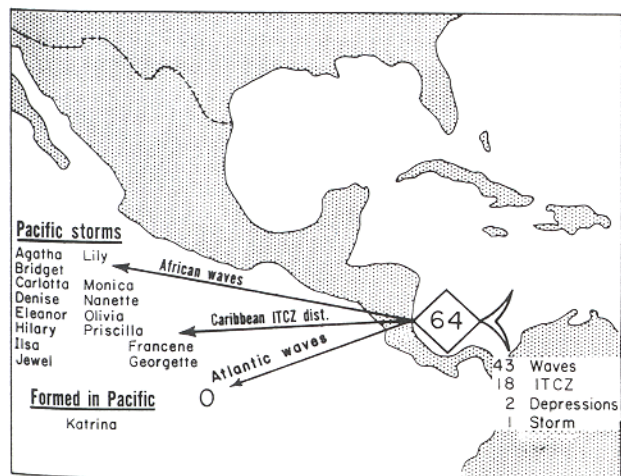 Pacific storms
Agatha Lily
Bridget
Carlotta Monica
Denise Nanette
Eleanor Olivia
Hilary Priscilla
Ilsa Francene
Jewel Georgette
African waves
Caribbean ITCZ dist.
Atlantic waves
O
Formed in Pacific
Katrina
64
43 Waves
18 ITCZ
2 Depressions
1 Storm